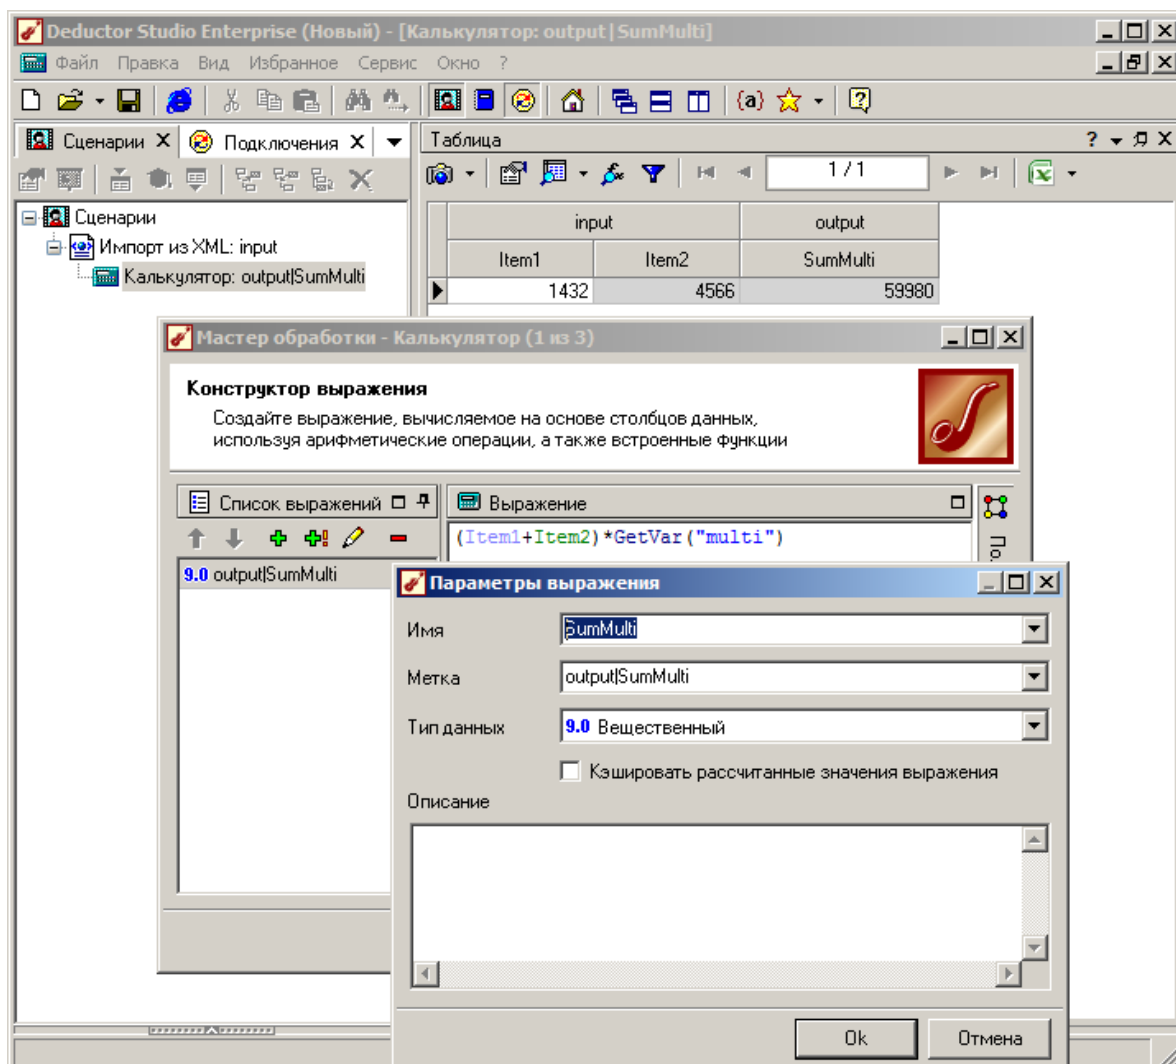 Deductor Studio Enterprise (Новый) - [Калькулятор: output|SumMulti]
Файл Правка Вид Избранное Сервис Окно ?
{a}
Сценарии X Подключения X
Таблица
1 / 1
Сценарии
Импорт из XML: input
Калькулятор: output|SumMulti
input output
Item1 Item2 SumMulti
1432 4566 59980
Мастер обработки - Калькулятор (1 из 3)
Конструктор выражения
Создайте выражение, вычисляемое на основе столбцов данных,
используя арифметические операции, а также встроенные функции
Список выражений
Выражение
(Item1+Item2)*GetVar("multi")
9.0 output|SumMulti
Параметры выражения
Имя SumMulti
Метка output|SumMulti
Тип данных 9.0 Вещественный
Кэшировать рассчитанные значения выражения
Описание
Ok Отмена